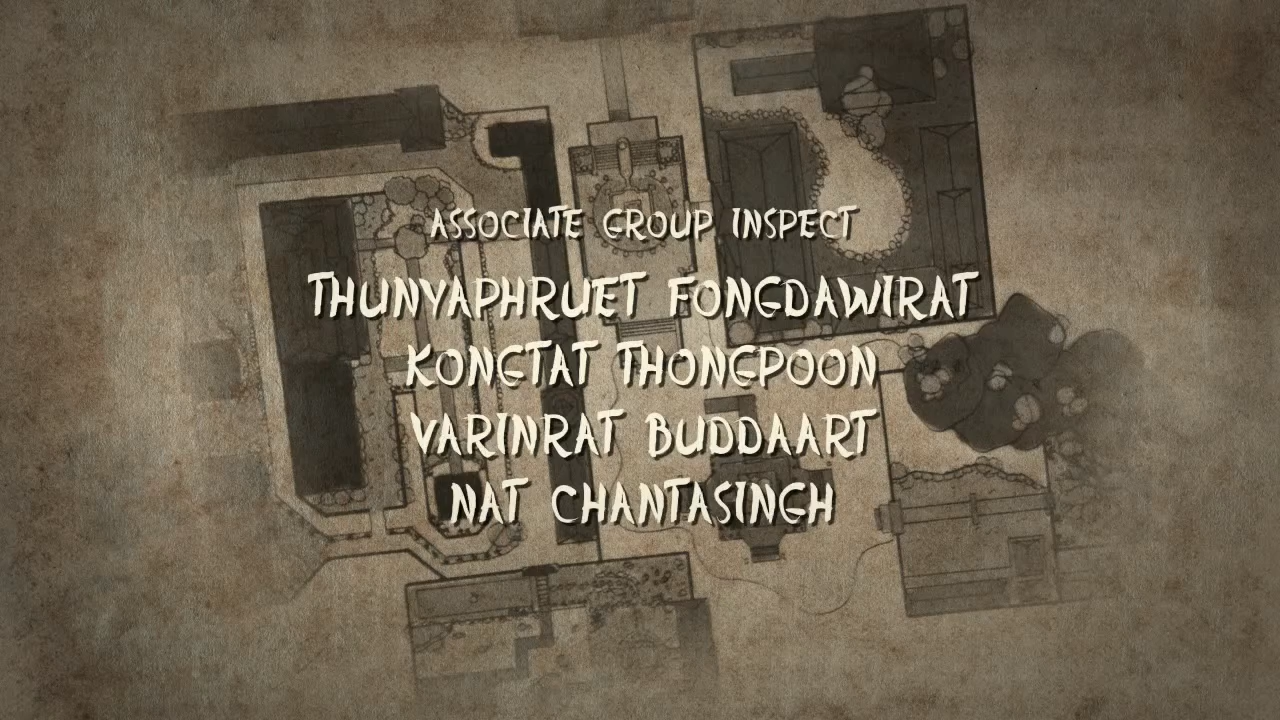 ASSOCIATE GROUP INSPECT
THUNYAPHRUET FONGDAWIRAT
KONGTAT THONGPOON
VARINRAT BUDDAART
NAT CHANTASINGH